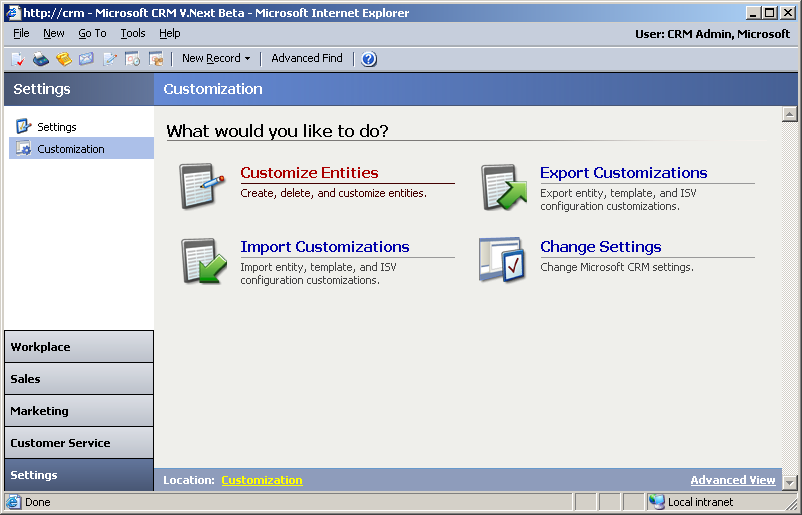 http://crm - Microsoft CRM V.Next Beta - Microsoft Internet Explorer
File New Go To Tools Help
User: CRM Admin, Microsoft
New Record Advanced Find
Settings
Customization
Settings
Customization
What would you like to do?
Customize Entities
Create, delete, and customize entities.
Export Customizations
Export entity, template, and ISV
configuration customizations.
Import Customizations
Import entity, template, and ISV
configuration customizations.
Change Settings
Change Microsoft CRM settings.
Workplace
Sales
Marketing
Customer Service
Settings
Location: Customization
Advanced View
Done
Local intranet